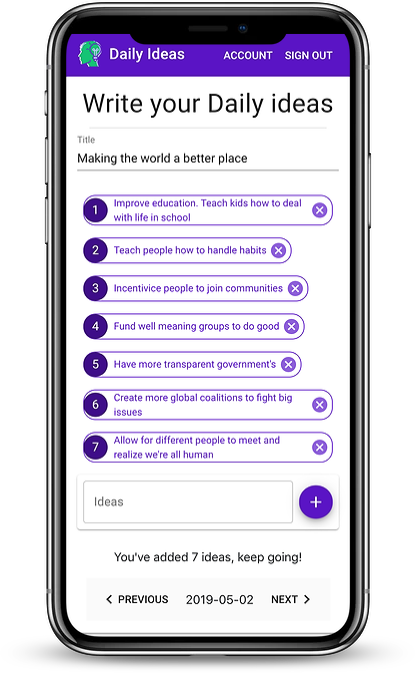 Daily Ideas ACCOUNT SIGN OUT
Write your Daily ideas
Title
Making the world a better place
1 Improve education. Teach kids how to deal
with life in school
2 Teach people how to handle habits
3 Incentivice people to join communities
4 Fund well meaning groups to do good
5 Have more transparent government's
6 Create more global coalitions to fight big
issues
7 Allow for different people to meet and
realize we're all human
Ideas
You've added 7 ideas, keep going!
PREVIOUS 2019-05-02 NEXT